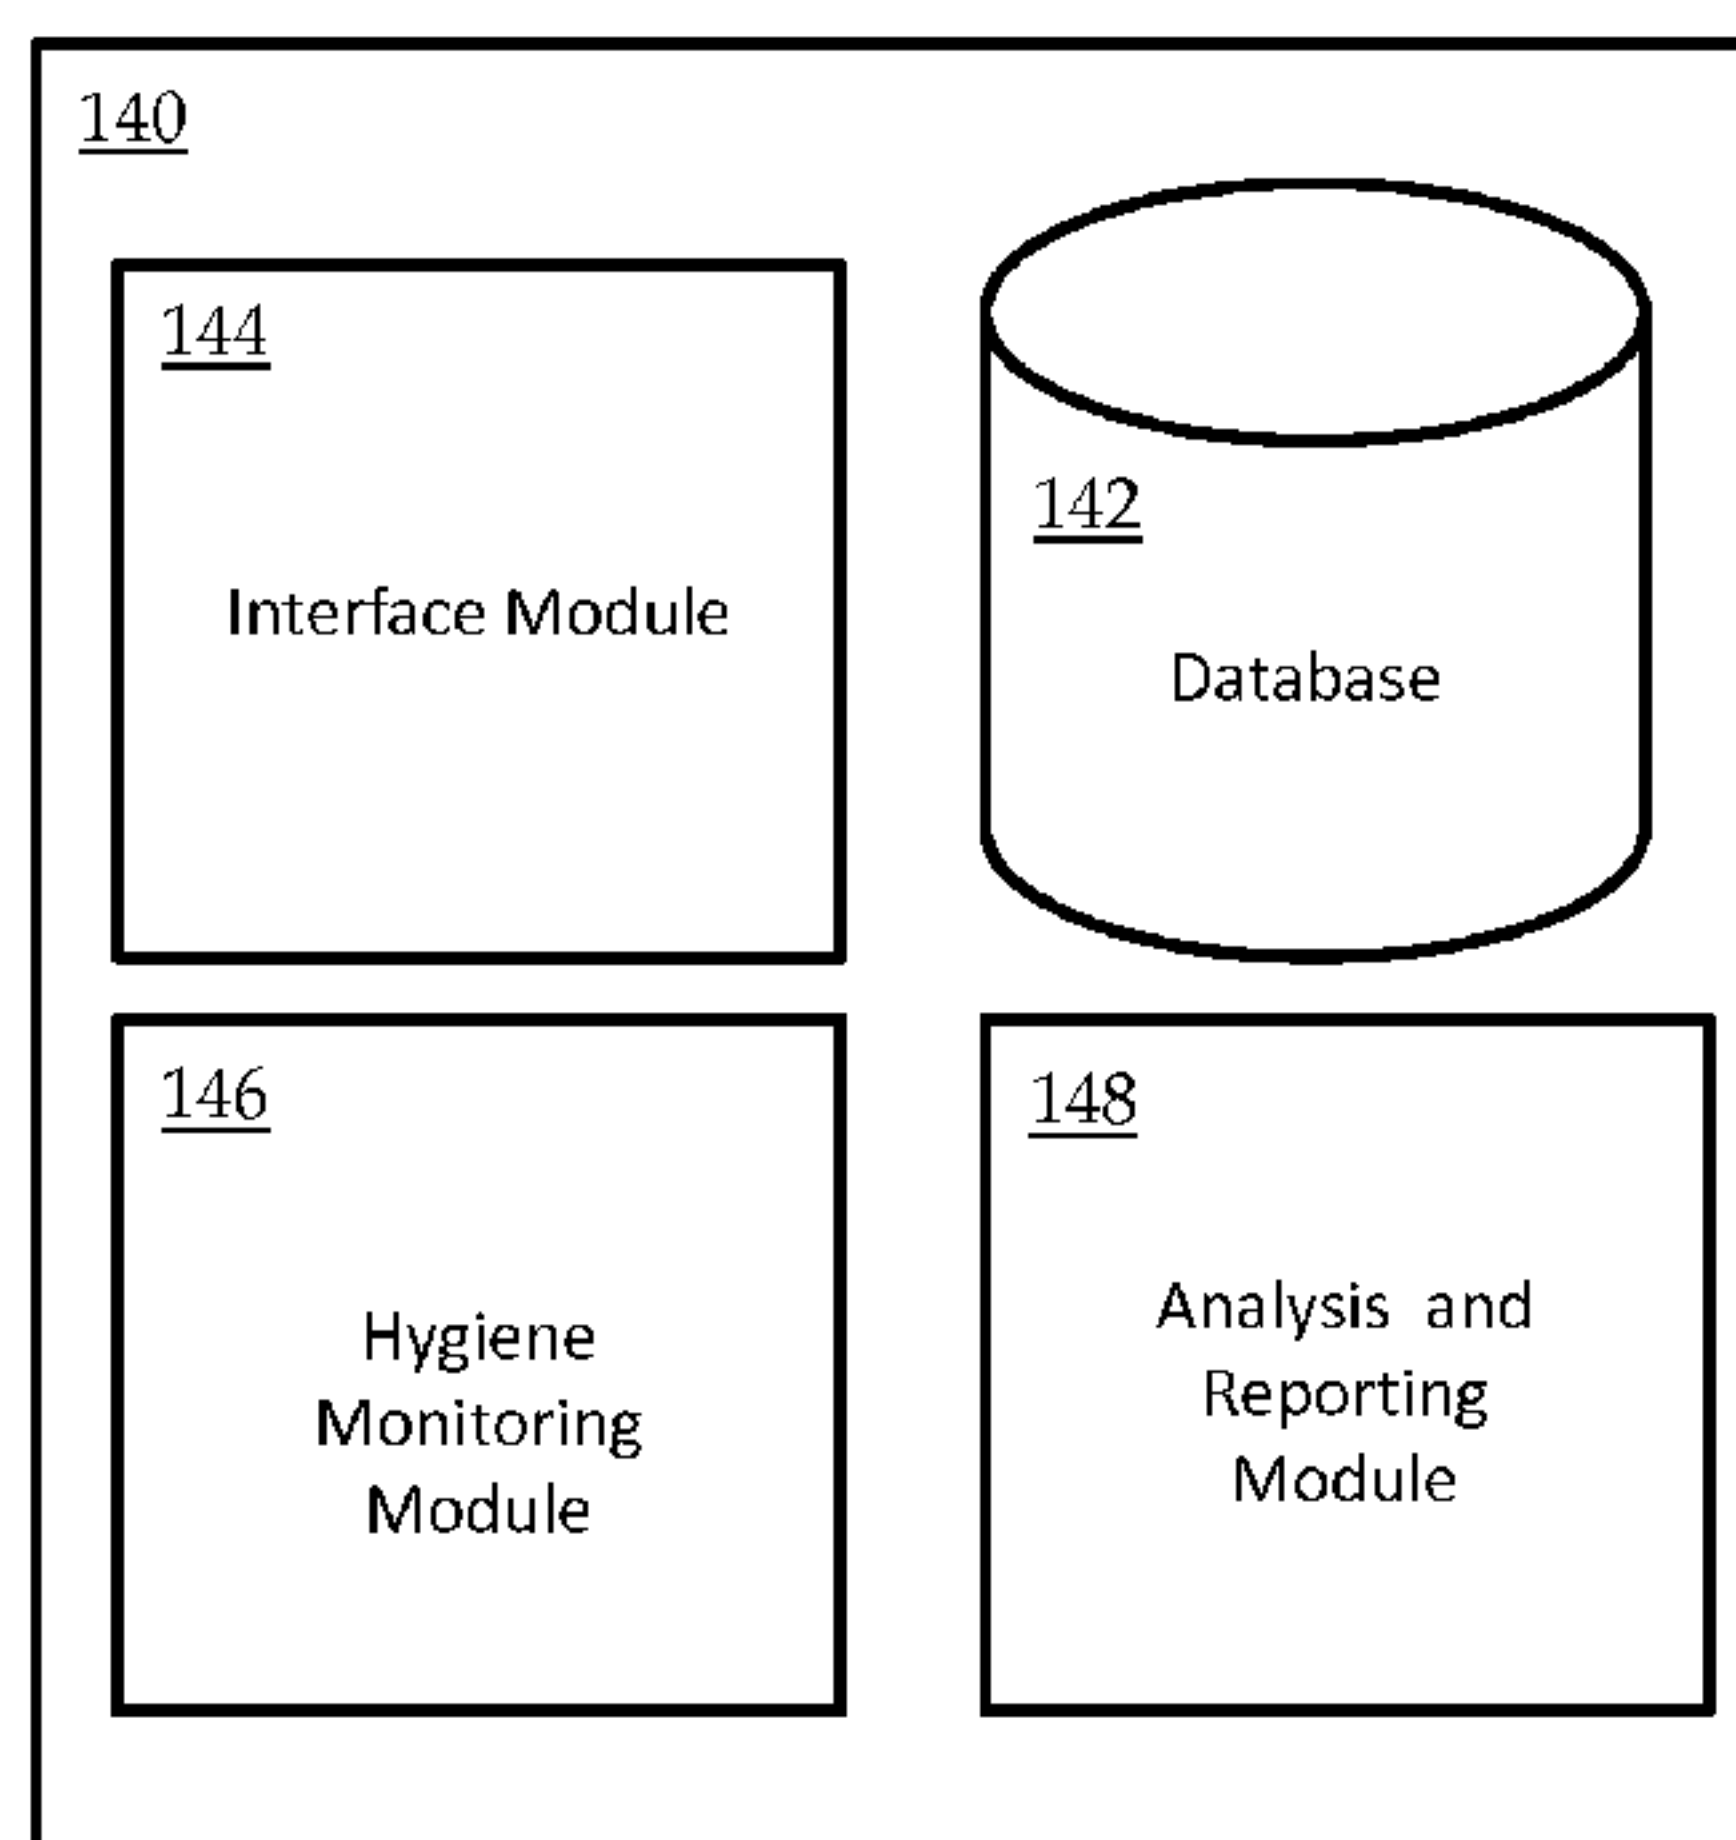 140
144
Interface Module
142
Database
146
Hygiene
Monitoring
Module
148
Analysis and
Reporting
Module